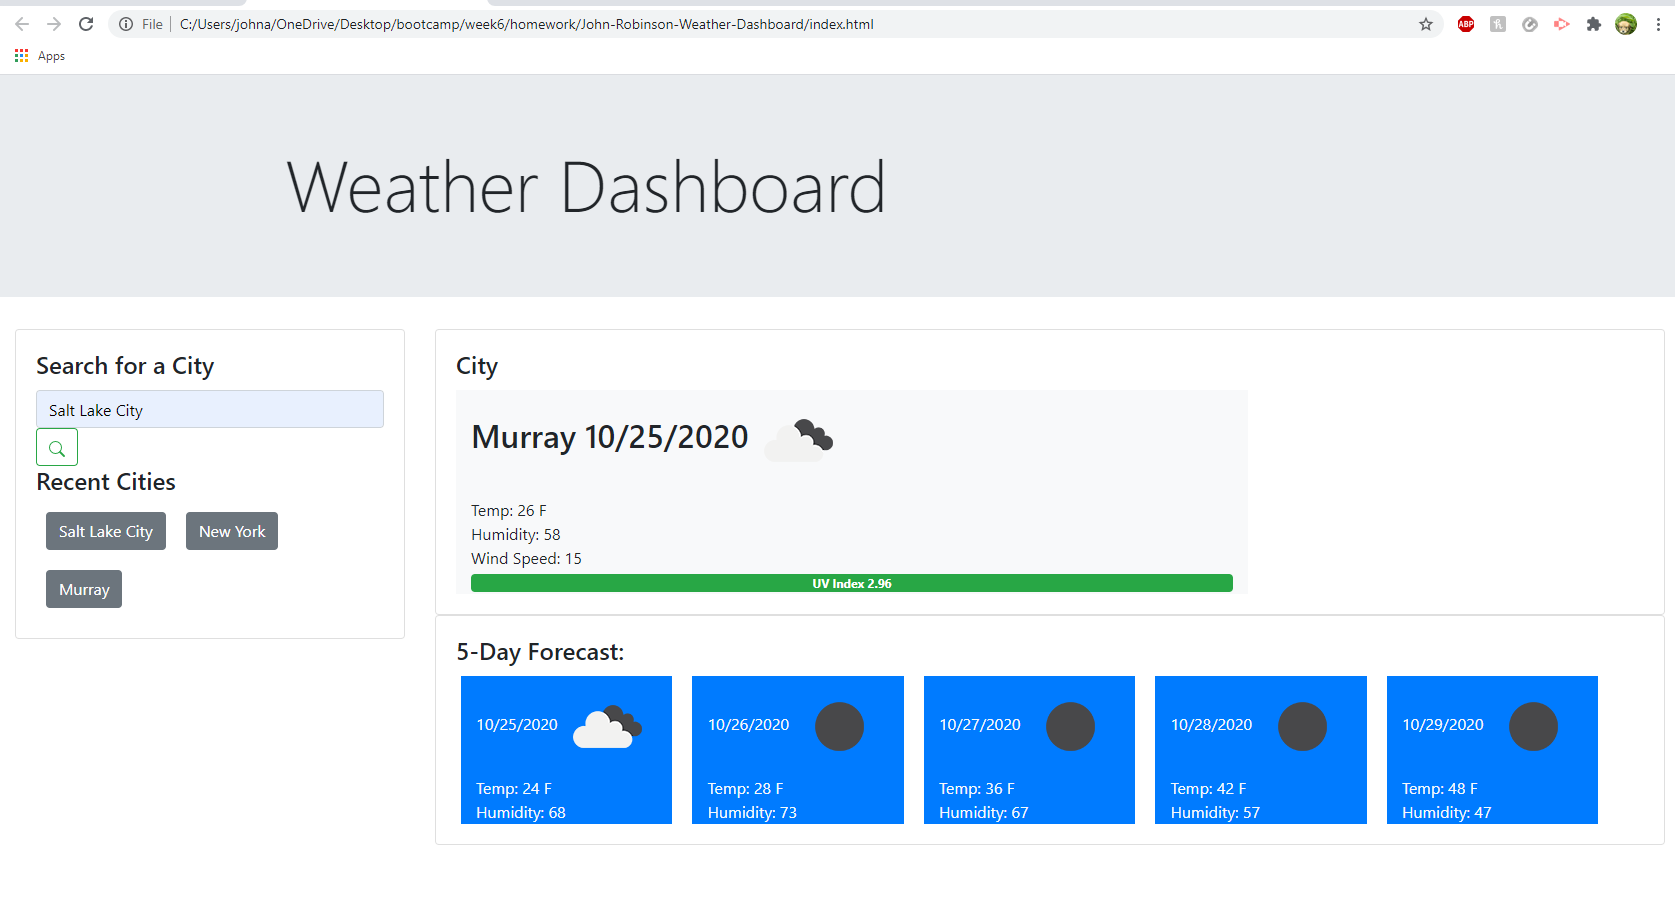 File
C:/Users/johna/OneDrive/Desktop/bootcamp/week6/homework/John-Robinson-Weather-Dashboard/index.html
ABP
Apps
Weather Dashboard
Search for a City
Salt Lake City
Recent Cities
Salt Lake City
New York
Murray
City
Murray 10/25/2020
Temp: 26 F
Humidity: 58
Wind Speed: 15
UV Index 2.96
5-Day Forecast:
10/25/2020
Temp: 24 F
Humidity: 68
10/26/2020
Temp: 28 F
Humidity: 73
10/27/2020
Temp: 36 F
Humidity: 67
10/28/2020
Temp: 42 F
Humidity: 57
10/29/2020
Temp: 48 F
Humidity: 47